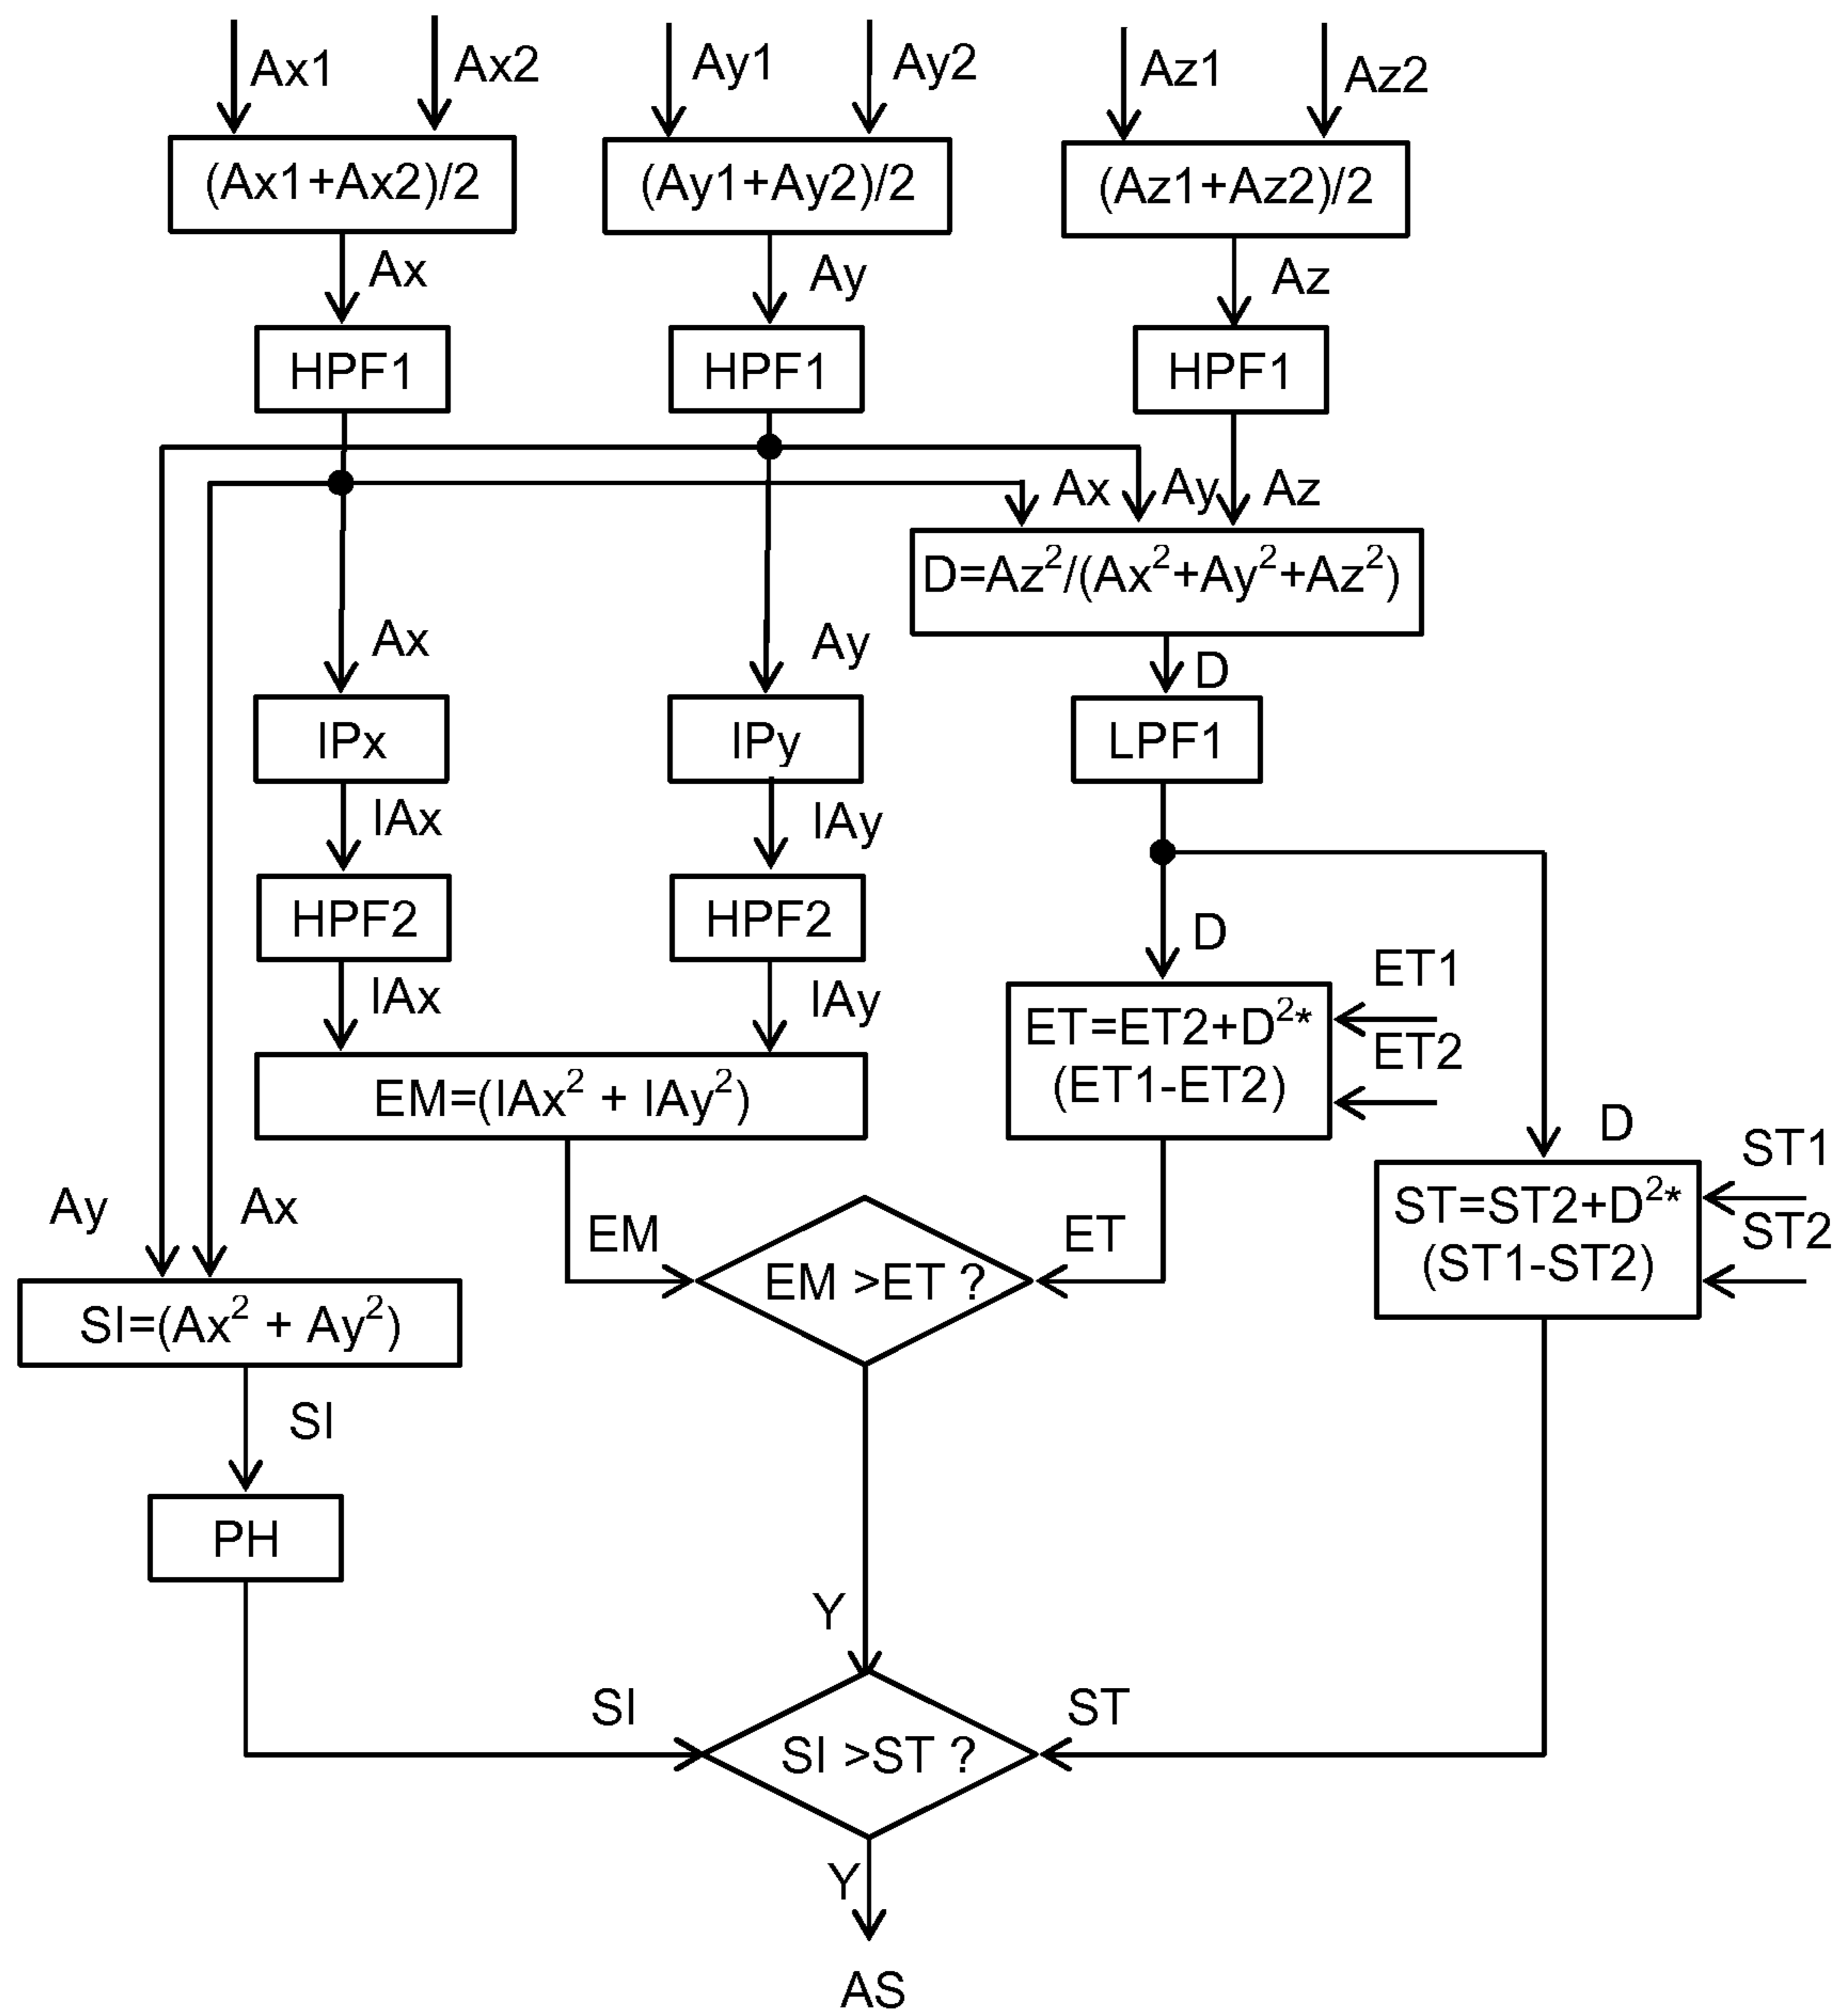 Ax1 Ax2 Ay1 Ay2 Az1 Az2
(Ax1+Ax2)/2 (Ay1+Ay2)/2 (Az1+Az2)/2
Ax Ay Az
HPF1 HPF1 HPF1
Ax Ay Az
D=Az²/(Ax²+Ay²+Az²)
Ax Ay D
IPx IPy LPF1
IAx IAy
HPF2 HPF2 D
IAx IAy ET1
ET=ET2+D²*
(ET1-ET2)
ET2
EM=(IAx² + IAy²)
D
ST1
ST=ST2+D²*
(ST1-ST2)
ST2
Ay Ax EM ET
EM >ET ?
SI=(Ax² + Ay²)
SI
PH
Y
SI ST
SI >ST ?
Y
AS